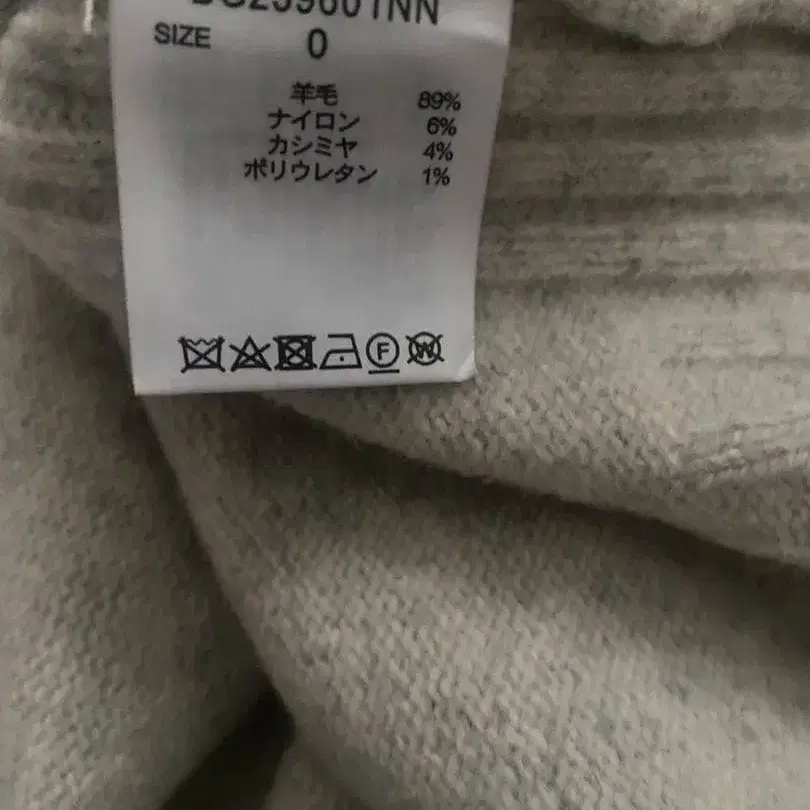 SIZE 0
羊毛 89%
ナイロン 6%
カシミヤ 4%
ポリウレタン 1%
F W